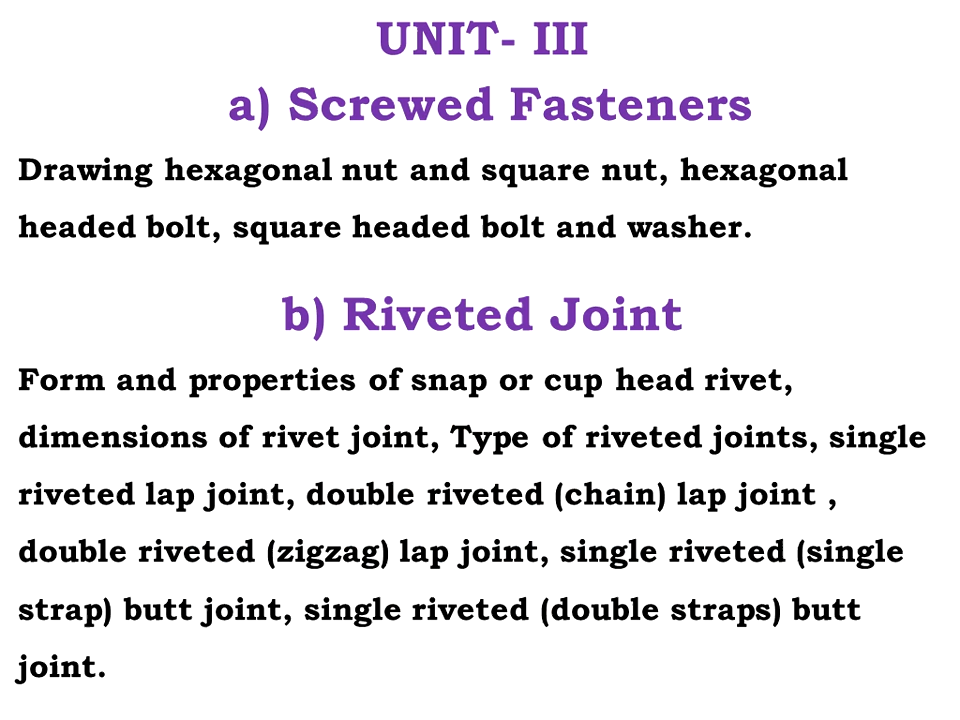 UNIT- III
a) Screwed Fasteners
Drawing hexagonal nut and square nut, hexagonal
headed bolt, square headed bolt and washer.
b) Riveted Joint
Form and properties of snap or cup head rivet,
dimensions of rivet joint, Type of riveted joints, single
riveted lap joint, double riveted (chain) lap joint ,
double riveted (zigzag) lap joint, single riveted (single
strap) butt joint, single riveted (double straps) butt
joint.